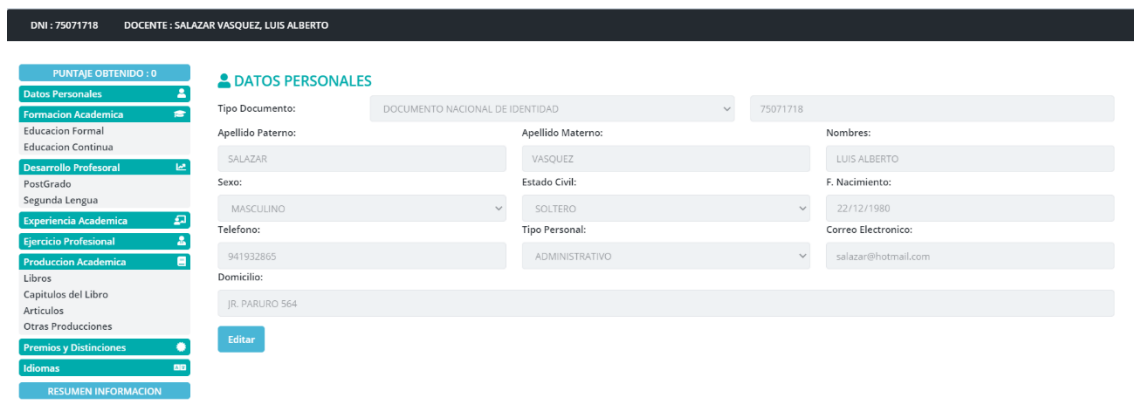 DNI : 75071718 DOCENTE : SALAZAR VASQUEZ, LUIS ALBERTO
PUNTAJE OBTENIDO : 0
Datos Personales
Formacion Academica
Educacion Formal
Educacion Continua
Desarrollo Profesoral
PostGrado
Segunda Lengua
Experiencia Academica
Ejercicio Profesional
Produccion Academica
Libros
Capitulos del Libro
Articulos
Otras Producciones
Premios y Distinciones
Idiomas
RESUMEN INFORMACION
DATOS PERSONALES
Tipo Documento: DOCUMENTO NACIONAL DE IDENTIDAD 75071718
Apellido Paterno: Apellido Materno: Nombres:
SALAZAR VASQUEZ LUIS ALBERTO
Sexo: Estado Civil: F. Nacimiento:
MASCULINO SOLTERO 22/12/1980
Telefono: Tipo Personal: Correo Electronico:
941932865 ADMINISTRATIVO salazar@hotmail.com
Domicilio:
JR. PARURO 564
Editar